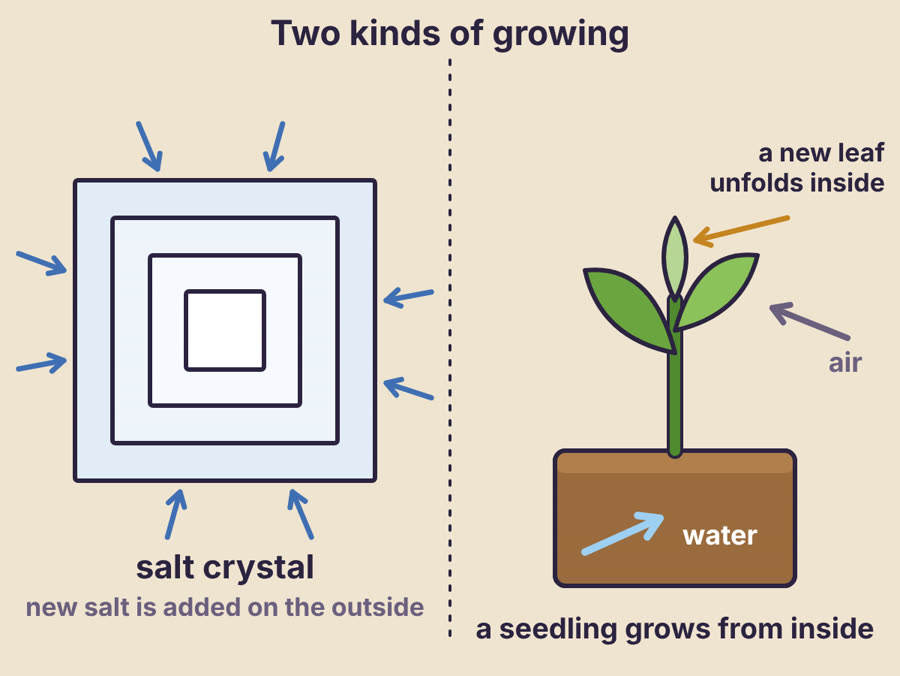 Two kinds of growing
salt crystal
new salt is added on the outside
a new leaf
unfolds inside
air
water
a seedling grows from inside